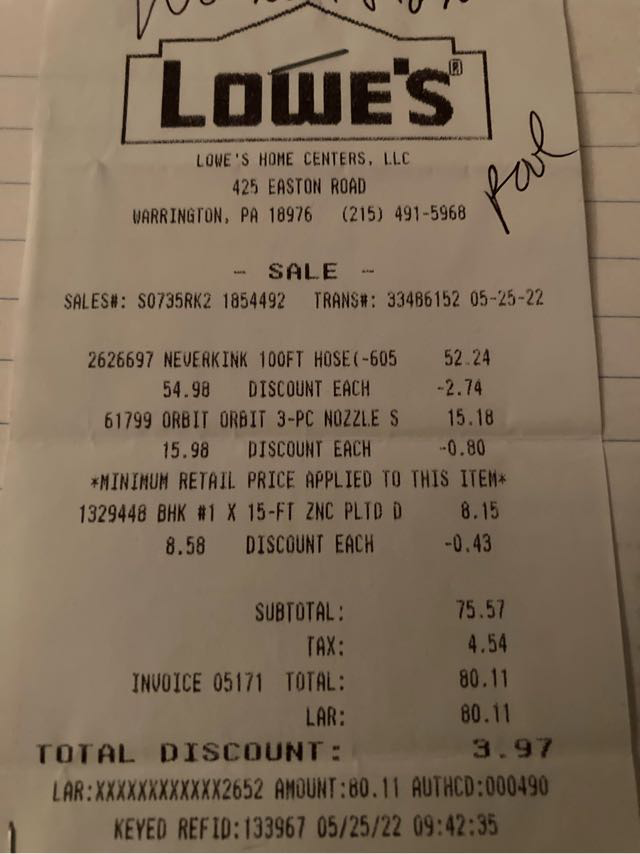 LOWE'S®
LOWE'S HOME CENTERS, LLC
425 EASTON ROAD
WARRINGTON, PA 18976 (215) 491-5968
- SALE -
SALES#: S0735RK2 1854492 TRANS#: 33486152 05-25-22
2626697 NEVERKINK 100FT HOSE(-605 52.24
54.98 DISCOUNT EACH -2.74
61799 ORBIT ORBIT 3-PC NOZZLE S 15.18
15.98 DISCOUNT EACH -0.80
*MINIMUM RETAIL PRICE APPLIED TO THIS ITEM*
1329448 BHK #1 X 15-FT ZNC PLTD D 8.15
8.58 DISCOUNT EACH -0.43
SUBTOTAL: 75.57
TAX: 4.54
INVOICE 05171 TOTAL: 80.11
LAR: 80.11
TOTAL DISCOUNT: 3.97
LAR:XXXXXXXXXXXX2652 AMOUNT:80.11 AUTHCD:000490
KEYED REFID:133967 05/25/22 09:42:35